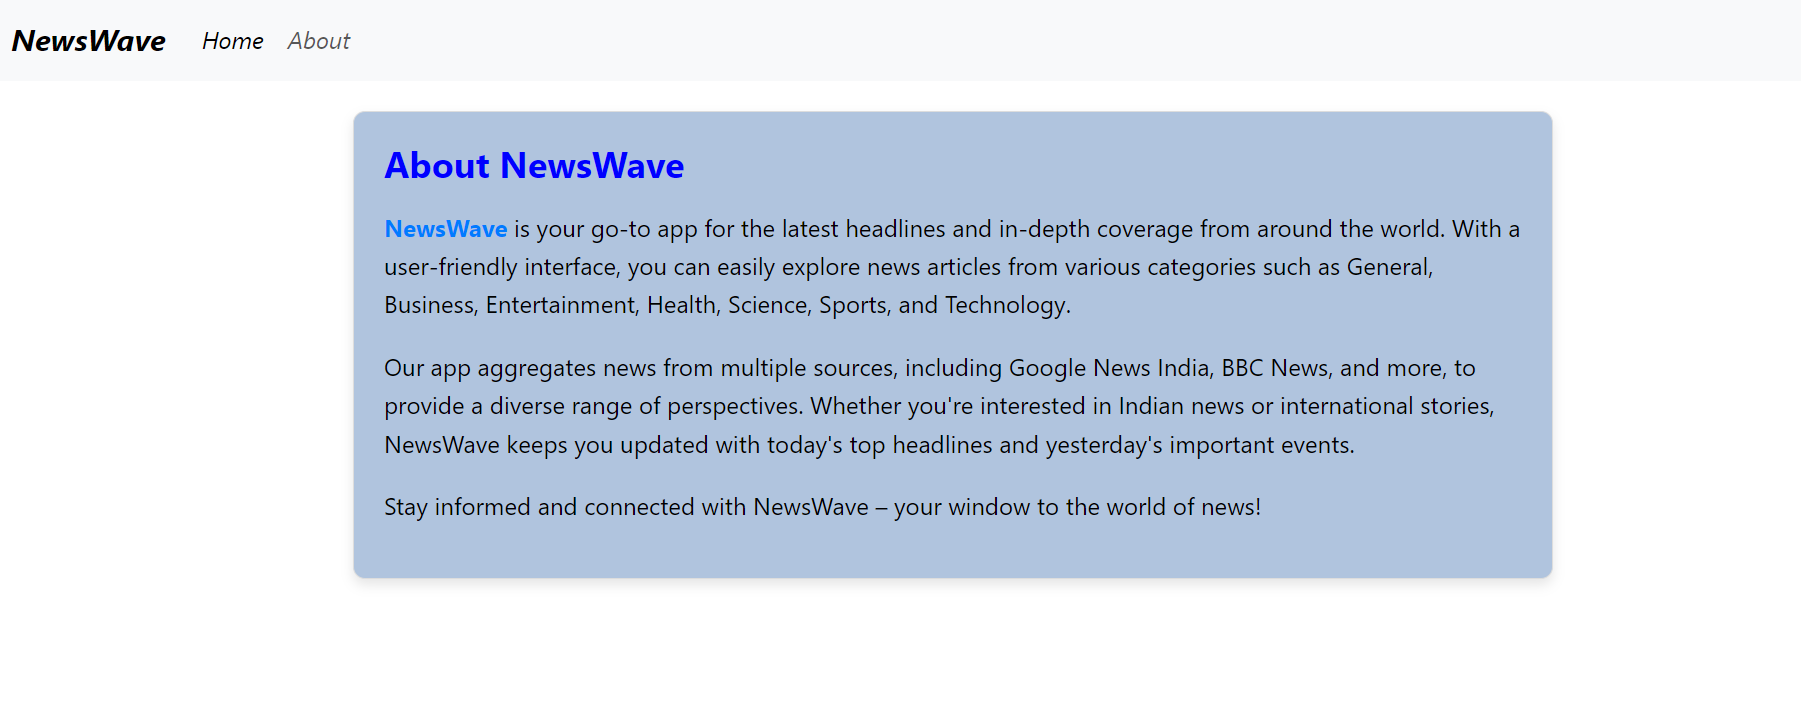 NewsWave Home About
About NewsWave
NewsWave is your go-to app for the latest headlines and in-depth coverage from around the world. With a
user-friendly interface, you can easily explore news articles from various categories such as General,
Business, Entertainment, Health, Science, Sports, and Technology.
Our app aggregates news from multiple sources, including Google News India, BBC News, and more, to
provide a diverse range of perspectives. Whether you're interested in Indian news or international stories,
NewsWave keeps you updated with today's top headlines and yesterday's important events.
Stay informed and connected with NewsWave – your window to the world of news!